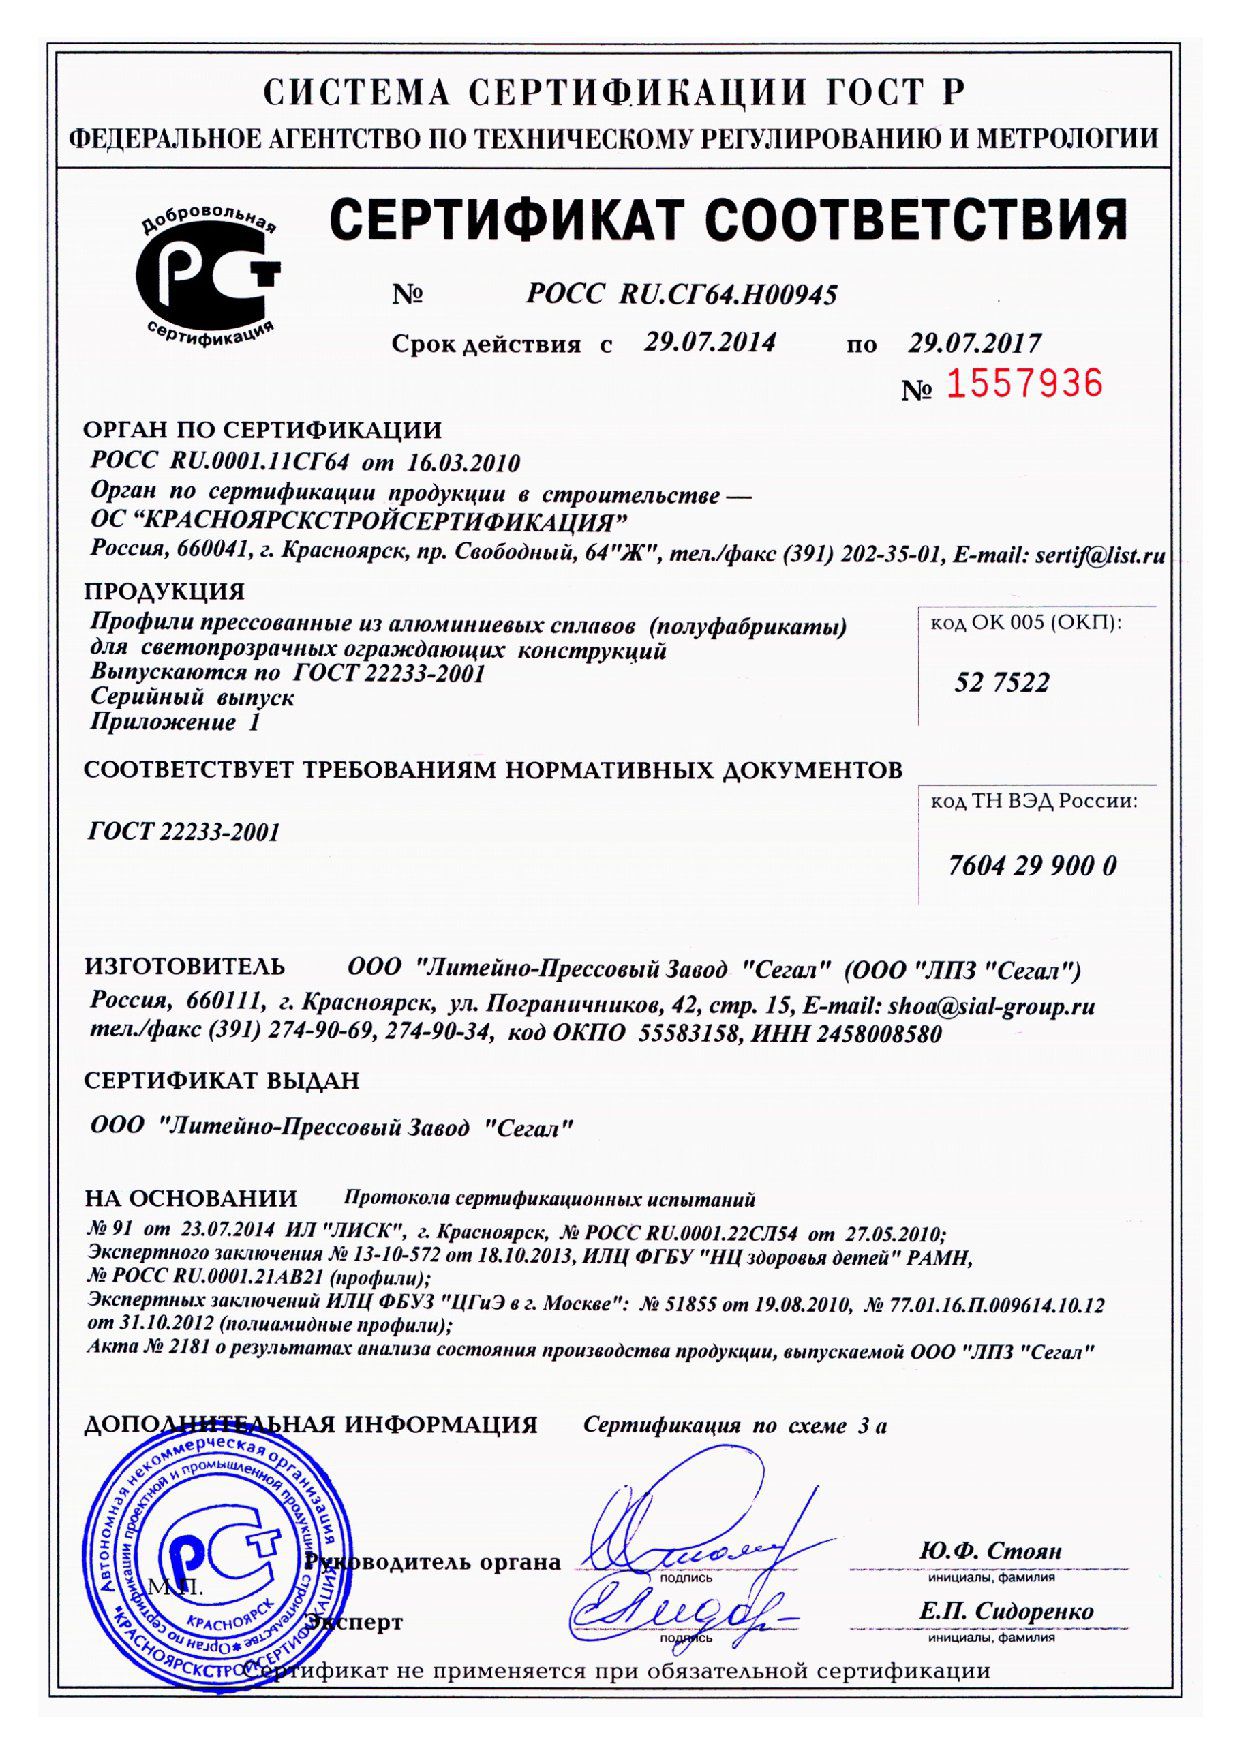 СИСТЕМА СЕРТИФИКАЦИИ ГОСТ Р
ФЕДЕРАЛЬНОЕ АГЕНТСТВО ПО ТЕХНИЧЕСКОМУ РЕГУЛИРОВАНИЮ И МЕТРОЛОГИИ
Добровольная
РСТ
сертификация
СЕРТИФИКАТ СООТВЕТСТВИЯ
№ РОСС RU.СГ64.Н00945
Срок действия с 29.07.2014 по 29.07.2017
№ 1557936
ОРГАН ПО СЕРТИФИКАЦИИ
РОСС RU.0001.11СГ64 от 16.03.2010
Орган по сертификации продукции в строительстве —
ОС “КРАСНОЯРСКСТРОЙСЕРТИФИКАЦИЯ”
Россия, 660041, г. Красноярск, пр. Свободный, 64"Ж", тел./факс (391) 202-35-01, E-mail: sertif@list.ru
ПРОДУКЦИЯ
Профили прессованные из алюминиевых сплавов (полуфабрикаты)
для светопрозрачных ограждающих конструкций
Выпускаются по ГОСТ 22233-2001
Серийный выпуск
Приложение 1
код ОК 005 (ОКП):
52 7522
СООТВЕТСТВУЕТ ТРЕБОВАНИЯМ НОРМАТИВНЫХ ДОКУМЕНТОВ
ГОСТ 22233-2001
код ТН ВЭД России:
7604 29 900 0
ИЗГОТОВИТЕЛЬ ООО "Литейно-Прессовый Завод "Сегал" (ООО "ЛПЗ "Сегал")
Россия, 660111, г. Красноярск, ул. Пограничников, 42, стр. 15, E-mail: shoa@sial-group.ru
тел./факс (391) 274-90-69, 274-90-34, код ОКПО 55583158, ИНН 2458008580
СЕРТИФИКАТ ВЫДАН
ООО "Литейно-Прессовый Завод "Сегал"
НА ОСНОВАНИИ Протокола сертификационных испытаний
№ 91 от 23.07.2014 ИЛ "ЛИСК", г. Красноярск, № РОСС RU.0001.22СЛ54 от 27.05.2010;
Экспертного заключения № 13-10-572 от 18.10.2013, ИЛЦ ФГБУ "НЦ здоровья детей" РАМН,
№ РОСС RU.0001.21АВ21 (профили);
Экспертных заключений ИЛЦ ФБУЗ "ЦГиЭ в г. Москве": № 51855 от 19.08.2010, № 77.01.16.П.009614.10.12
от 31.10.2012 (полиамидные профили);
Акта № 2181 о результатах анализа состояния производства продукции, выпускаемой ООО "ЛПЗ "Сегал"
ДОПОЛНИТЕЛЬНАЯ ИНФОРМАЦИЯ Сертификация по схеме 3 а
Автономная некоммерческая организация
"КРАСНОЯРСКСТРОЙСЕРТИФИКАЦИЯ"
Орган по сертификации проектной и промышленной продукции в строительстве
РСТ
КРАСНОЯРСК
М.П.
Руководитель органа
подпись
Ю.Ф. Стоян
инициалы, фамилия
Эксперт
подпись
Е.П. Сидоренко
инициалы, фамилия
Сертификат не применяется при обязательной сертификации